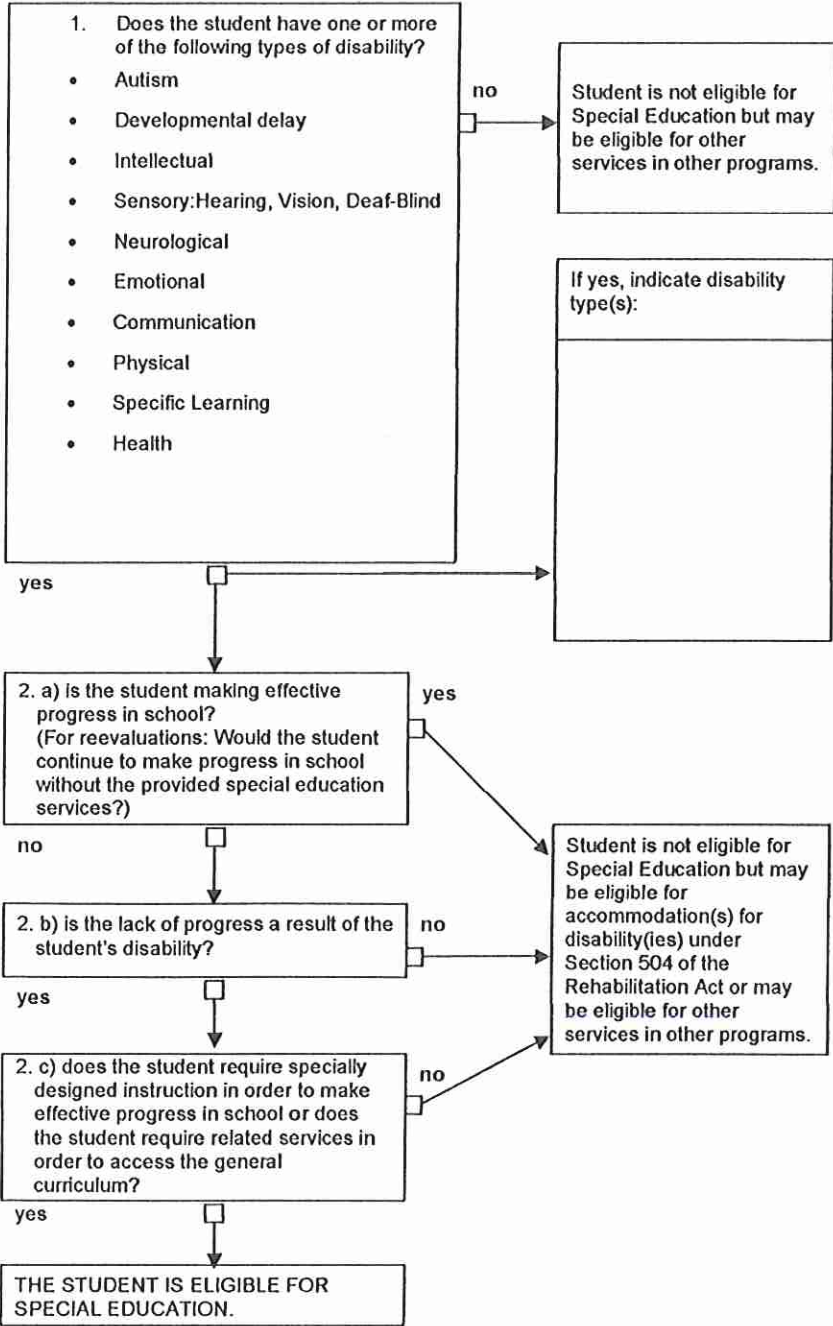 1. Does the student have one or more
of the following types of disability?
• Autism
• Developmental delay
• Intellectual
• Sensory:Hearing, Vision, Deaf-Blind
• Neurological
• Emotional
• Communication
• Physical
• Specific Learning
• Health
no
Student is not eligible for
Special Education but may
be eligible for other
services in other programs.
If yes, indicate disability
type(s):
yes
2. a) is the student making effective
progress in school?
(For reevaluations: Would the student
continue to make progress in school
without the provided special education
services?)
yes
no
2. b) is the lack of progress a result of the
student's disability?
no
Student is not eligible for
Special Education but may
be eligible for
accommodation(s) for
disability(ies) under
Section 504 of the
Rehabilitation Act or may
be eligible for other
services in other programs.
yes
2. c) does the student require specially
designed instruction in order to make
effective progress in school or does
the student require related services in
order to access the general
curriculum?
no
yes
THE STUDENT IS ELIGIBLE FOR
SPECIAL EDUCATION.